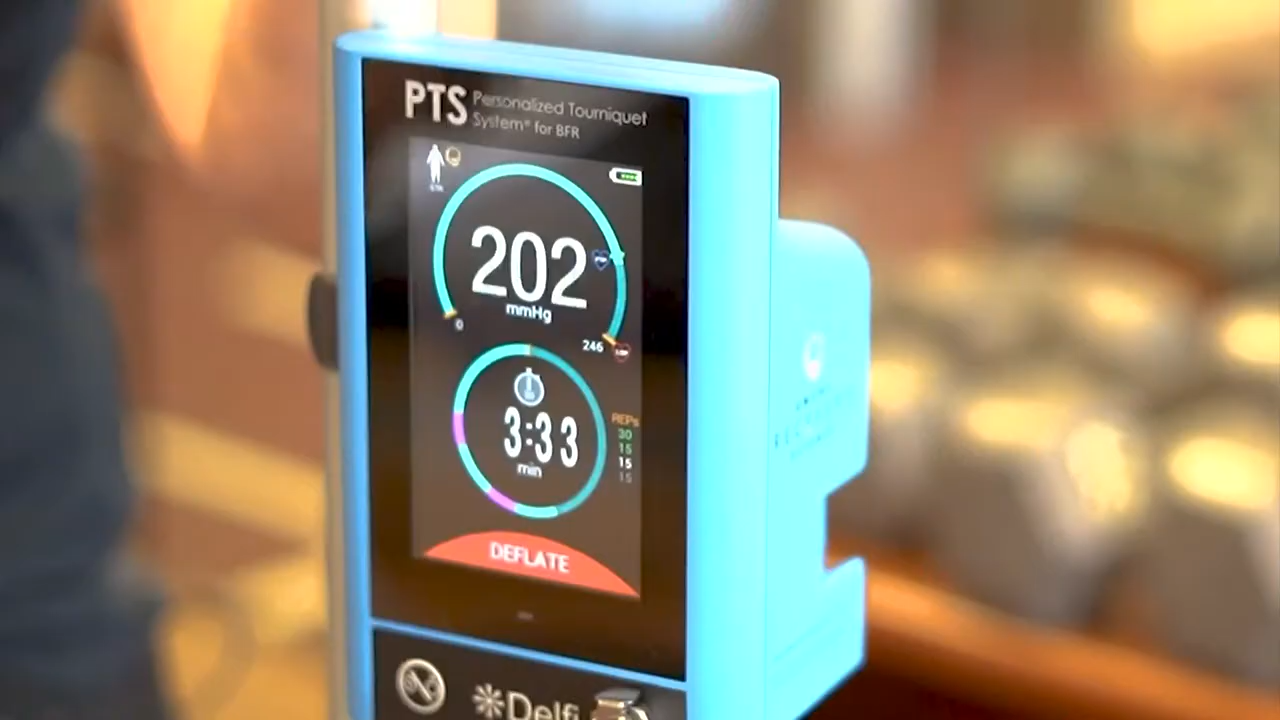 PTS Personalized Tourniquet
System® for BFR
202
mmHg
0
246
3:33
min
REPs
30
15
15
15
DEFLATE
Delfi